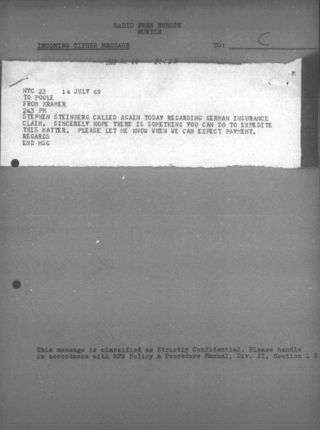 RADIO FREE EUROPE
MUNICH
INCOMING CIPHER MESSAGE
TO: C
M
NYC 23 14 JULY 69
TO POOLE
FROM KRAMER
243 PM
STEPHEN STEINBERG CALLED AGAIN TODAY REGARDING GERMAN INSURANCE
CLAIM. SINCERELY HOPE THERE IS SOMETHING YOU CAN DO TO EXPEDITE
THIS MATTER. PLEASE LET ME KNOW WHEN WE CAN EXPECT PAYMENT.
REGARDS
END MSG
This message is classified as Strictly Confidential. Please handle
in accordance with RFE Policy & Procedure Manual, Div. II, Section